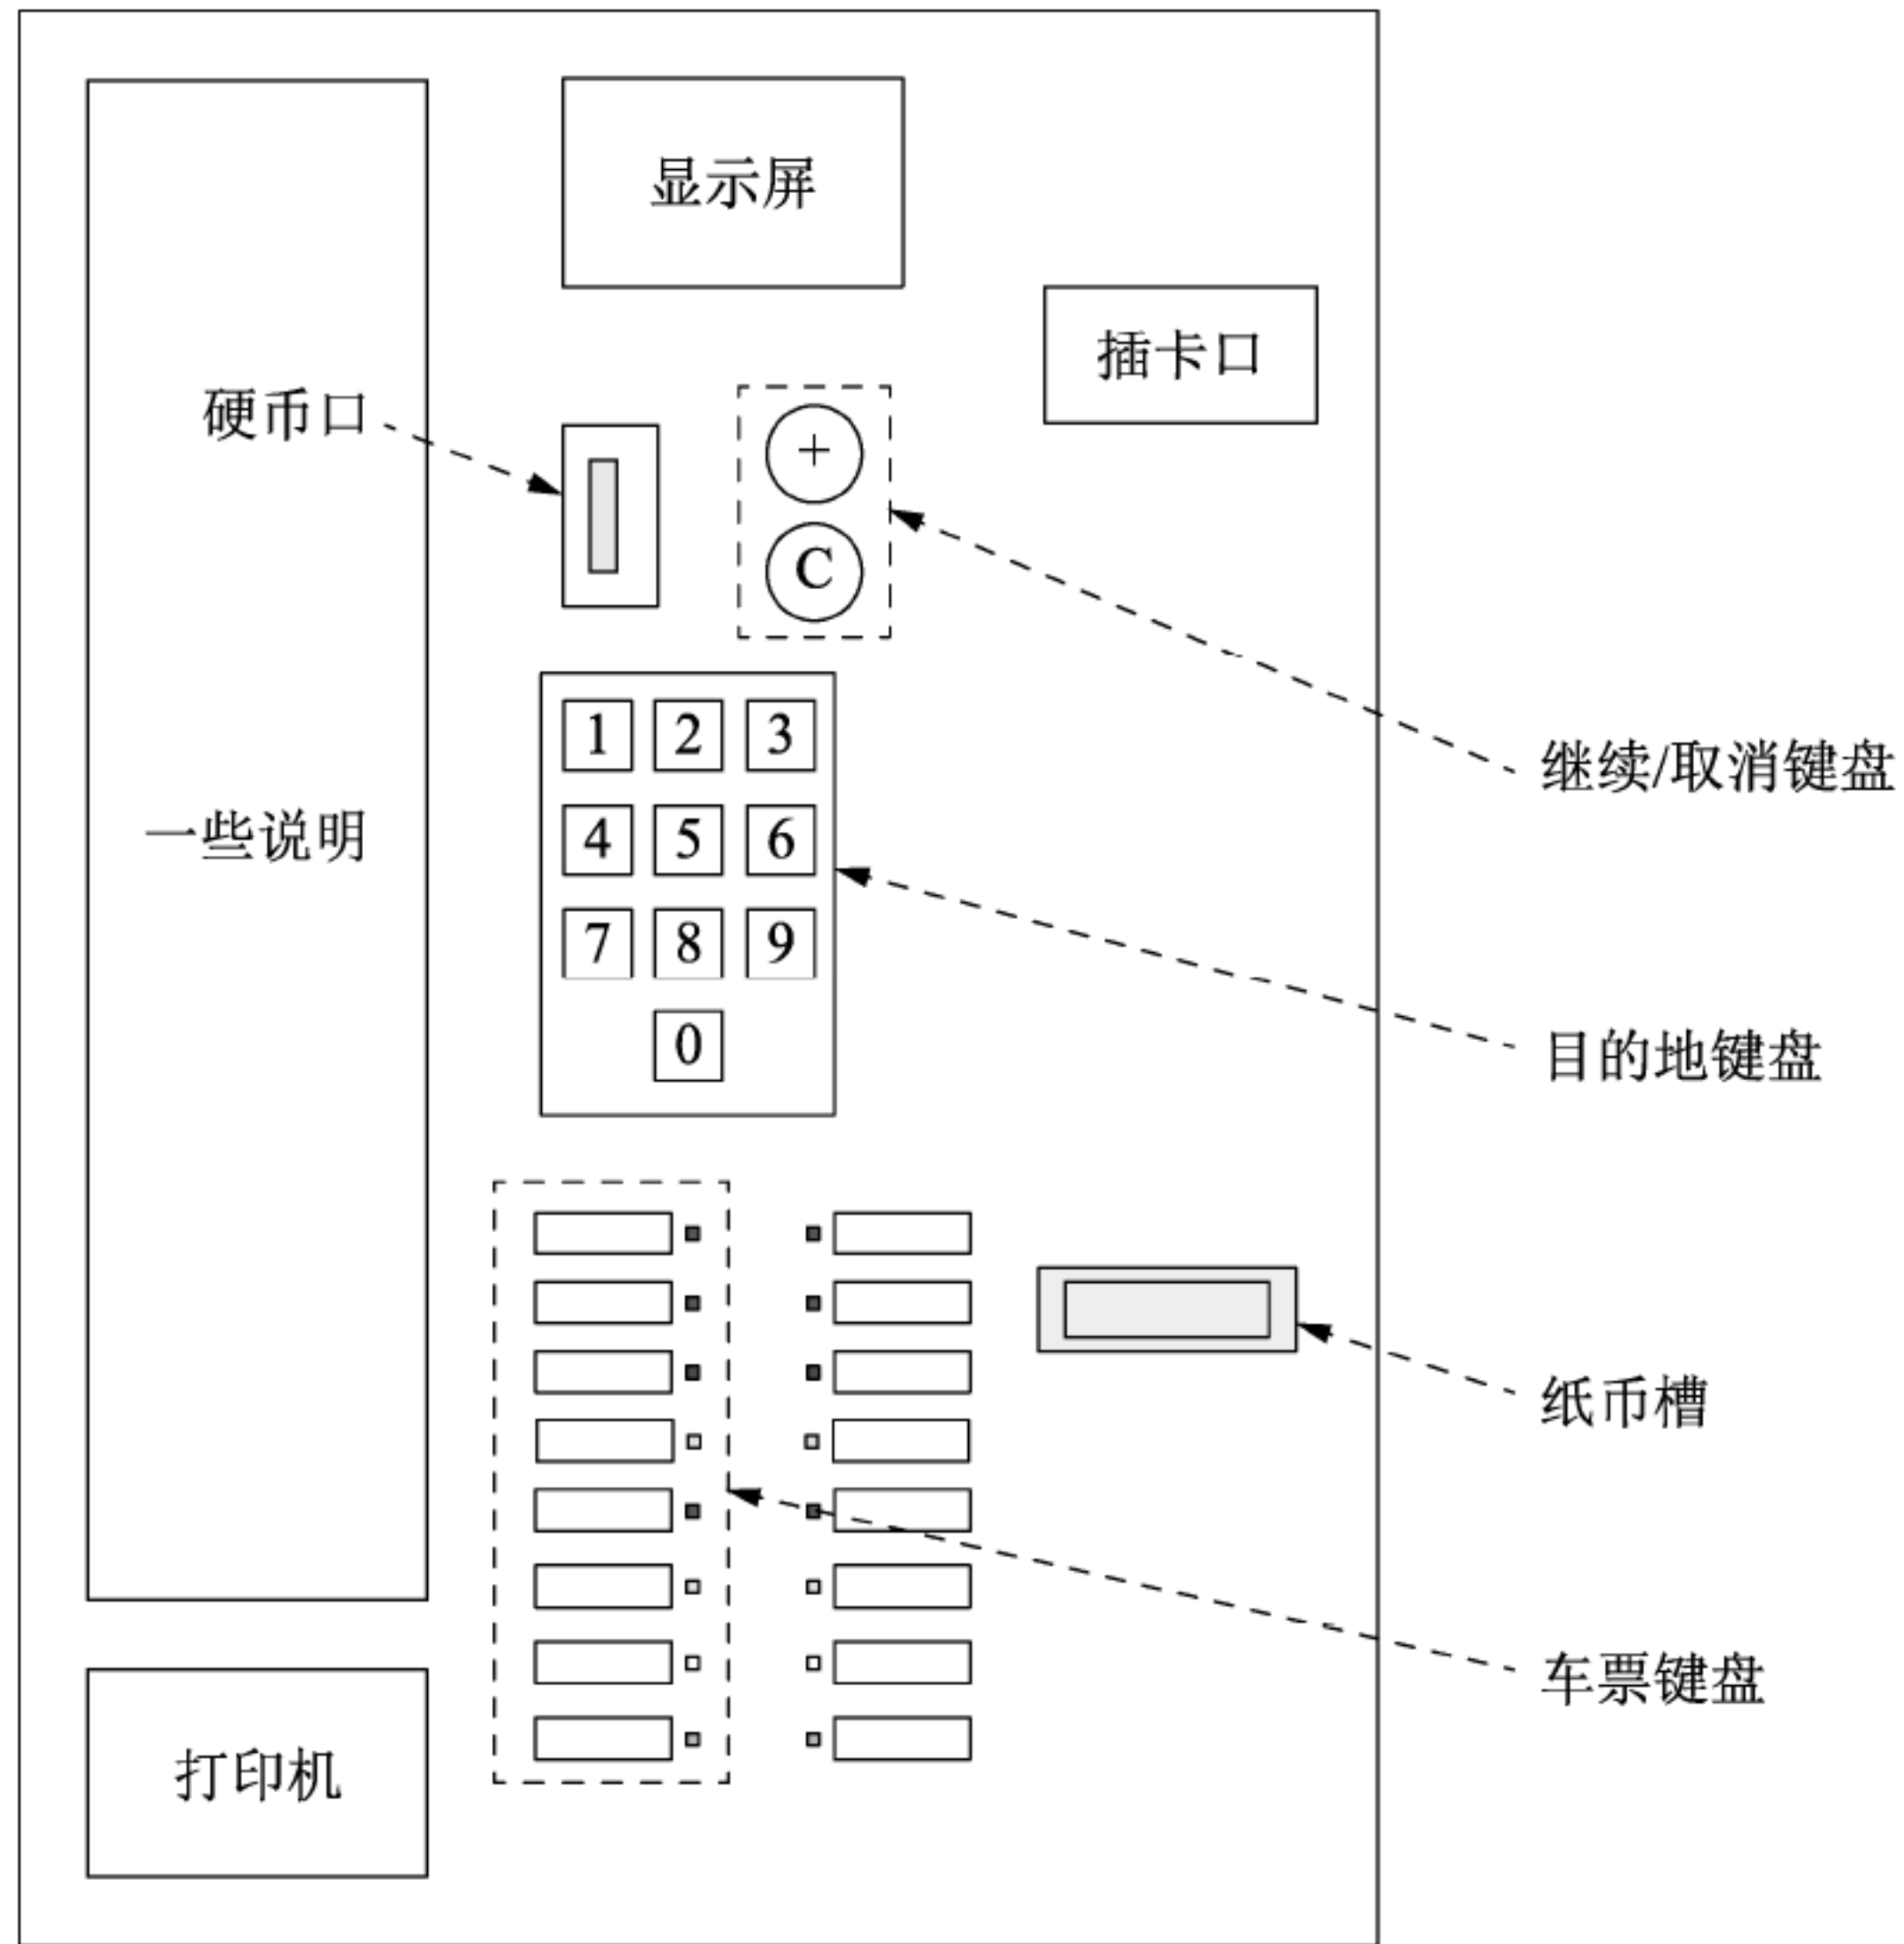 显示屏
插卡口
硬币口
+
C
继续/取消键盘
1 2 3
一些说明
4 5 6
7 8 9
0
目的地键盘
纸币槽
车票键盘
打印机